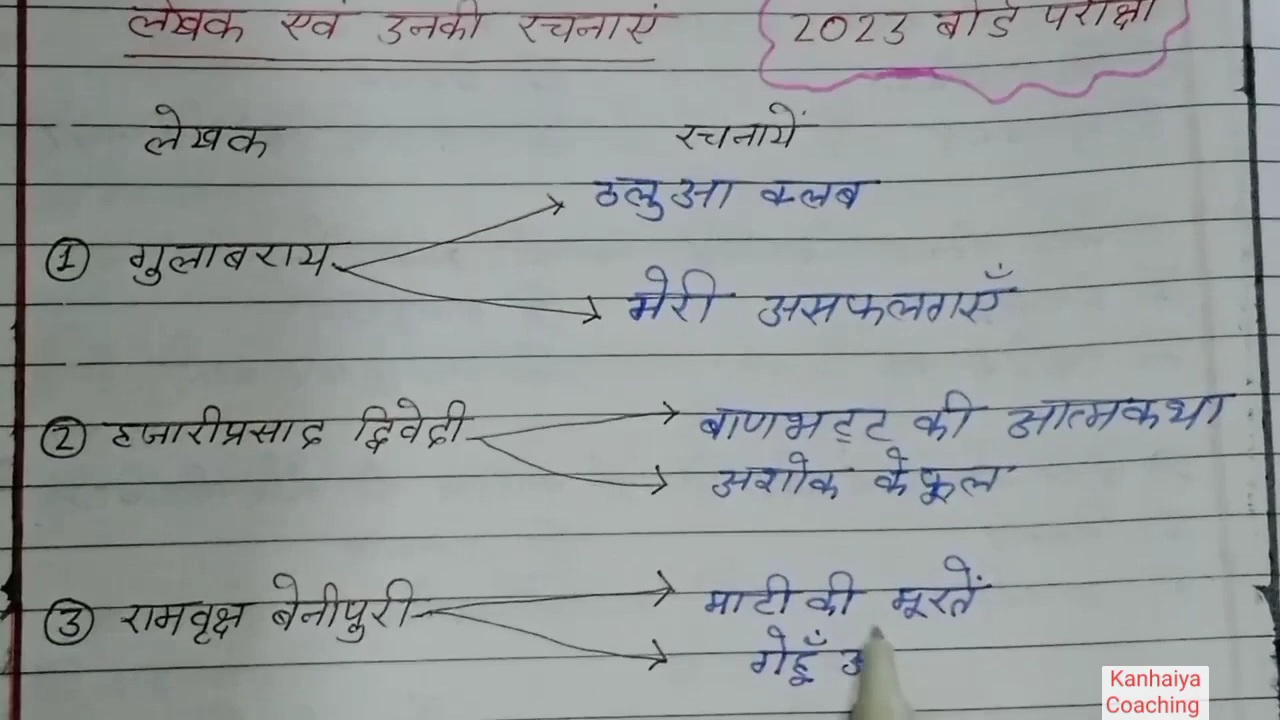 लेखक एवं उनकी रचनाएं
2023 बोर्ड परीक्षा
लेखक रचनायें
ठलुआ क्लब
① गुलाबराय
मेरी असफलताएँ
② हजारीप्रसाद द्विवेदी बाणभट्ट की आत्मकथा
अशोक के फूल
③ रामवृक्ष बेनीपुरी माटी की मूरतें
गेहूँ
Kanhaiya
Coaching